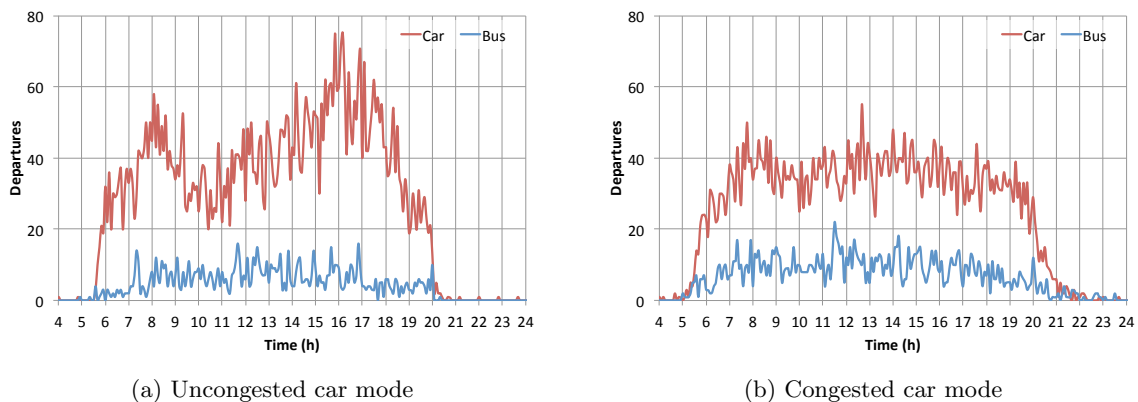 80
60
40
20
0
Departures
Car Bus
4 5 6 7 8 9 10 11 12 13 14 15 16 17 18 19 20 21 22 23 24
Time (h)
(a) Uncongested car mode
80
60
40
20
0
Departures
Car Bus
4 5 6 7 8 9 10 11 12 13 14 15 16 17 18 19 20 21 22 23 24
Time (h)
(b) Congested car mode